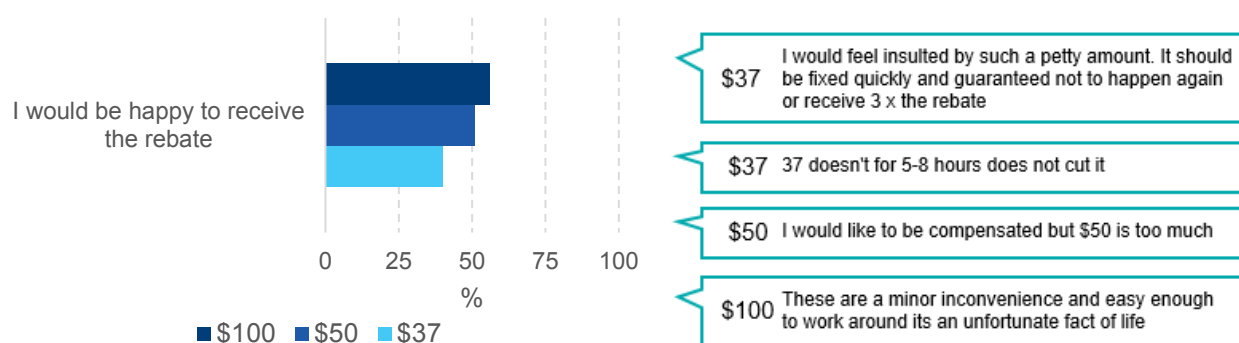 I would be happy to receive
the rebate
0 25 50 75 100
%
$100 $50 $37
$37 I would feel insulted by such a petty amount. It should
be fixed quickly and guaranteed not to happen again
or receive 3 x the rebate
$37 37 doesn't for 5-8 hours does not cut it
$50 I would like to be compensated but $50 is too much
$100 These are a minor inconvenience and easy enough
to work around its an unfortunate fact of life